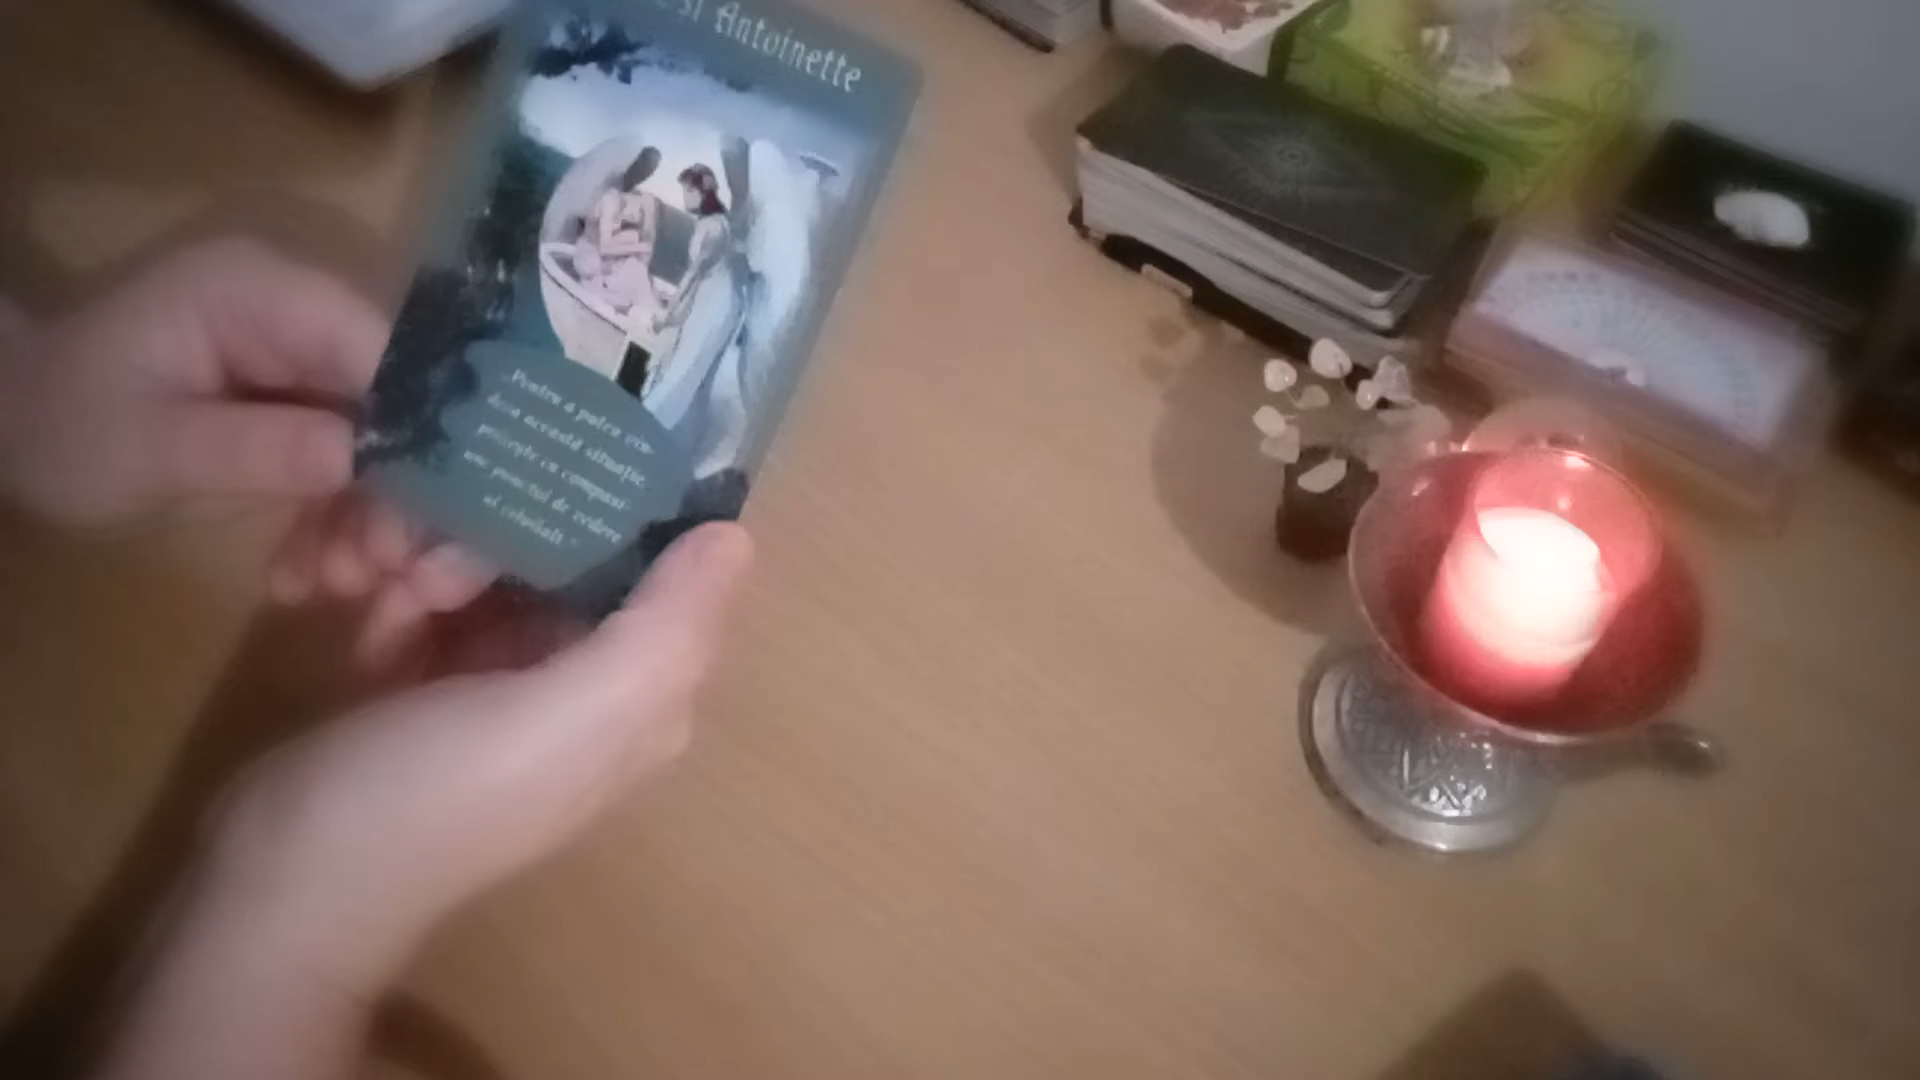 și Antoinette
„Pentru a putea vin-
deca această situație,
privește cu compasi-
une punctul de vedere
al celuilalt.”